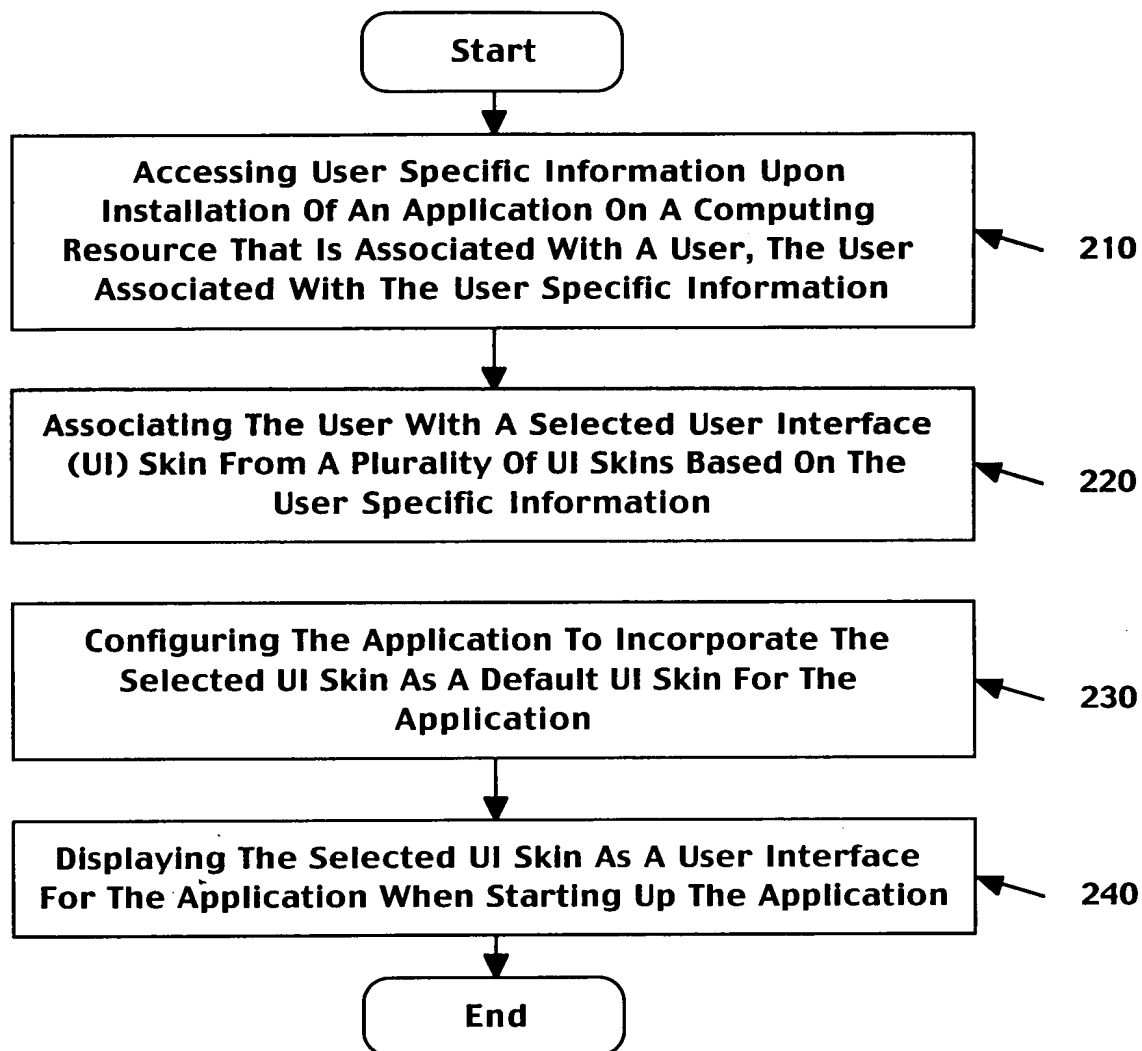 Start
Accessing User Specific Information Upon
Installation Of An Application On A Computing
Resource That Is Associated With A User, The User
Associated With The User Specific Information
210
Associating The User With A Selected User Interface
(UI) Skin From A Plurality Of UI Skins Based On The
User Specific Information
220
Configuring The Application To Incorporate The
Selected UI Skin As A Default UI Skin For The
Application
230
Displaying The Selected UI Skin As A User Interface
For The Application When Starting Up The Application
240
End